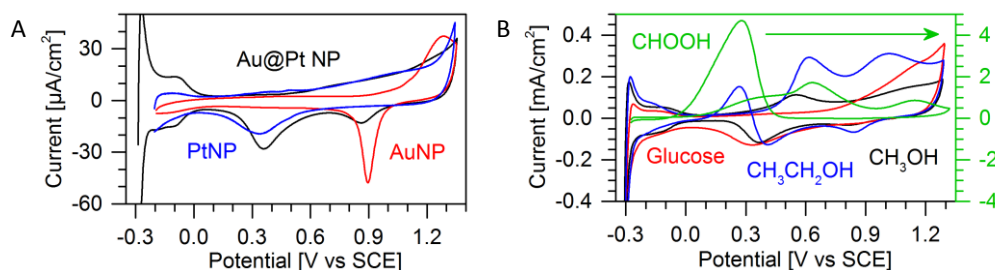 A
Current [µA/cm²]
30
0
-30
-60
Au@Pt NP
PtNP
AuNP
-0.3 0.0 0.3 0.6 0.9 1.2
Potential [V vs SCE]
B
Current [mA/cm²]
0.4
0.2
0.0
-0.2
-0.4
CHOOH
Glucose
CH₃CH₂OH
CH₃OH
4
2
0
-2
-4
-0.3 0.0 0.3 0.6 0.9 1.2
Potential [V vs SCE]